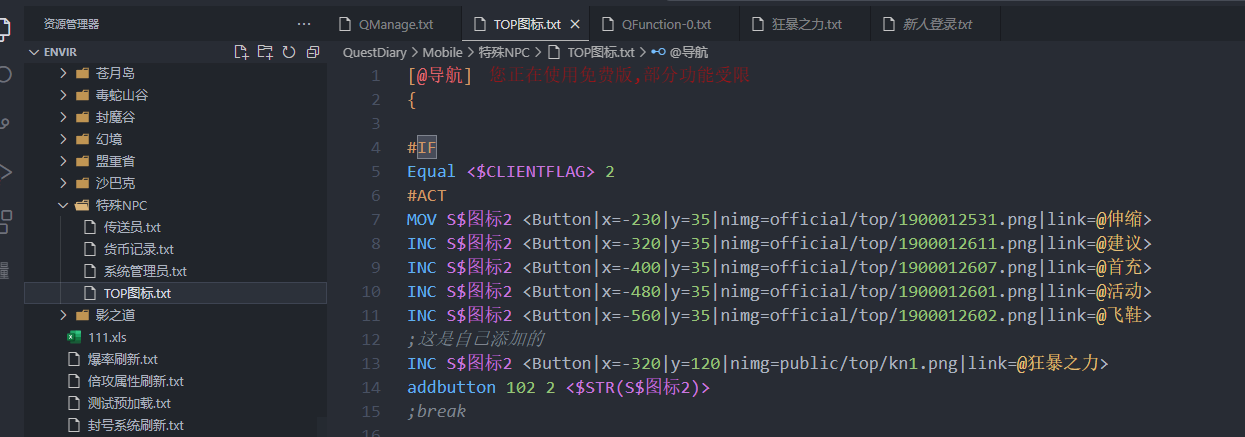 资源管理器 ···
QManage.txt TOP图标.txt QFunction-0.txt 狂暴之力.txt 新人登录.txt
ENVIR
QuestDiary > Mobile > 特殊NPC > TOP图标.txt > @导航
苍月岛
毒蛇山谷
封魔谷
幻境
盟重省
沙巴克
特殊NPC
传送员.txt
货币记录.txt
系统管理员.txt
TOP图标.txt
影之道
111.xls
爆率刷新.txt
倍攻属性刷新.txt
测试预加载.txt
封号系统刷新.txt
1 [@导航] 您正在使用免费版,部分功能受限
2 {
3
4 #IF
5 Equal <$CLIENTFLAG> 2
6 #ACT
7 MOV S$图标2 <Button|x=-230|y=35|nimg=official/top/1900012531.png|link=@伸缩>
8 INC S$图标2 <Button|x=-320|y=35|nimg=official/top/1900012611.png|link=@建议>
9 INC S$图标2 <Button|x=-400|y=35|nimg=official/top/1900012607.png|link=@首充>
10 INC S$图标2 <Button|x=-480|y=35|nimg=official/top/1900012601.png|link=@活动>
11 INC S$图标2 <Button|x=-560|y=35|nimg=official/top/1900012602.png|link=@飞鞋>
12 ;这是自己添加的
13 INC S$图标2 <Button|x=-320|y=120|nimg=public/top/kn1.png|link=@狂暴之力>
14 addbutton 102 2 <$STR(S$图标2)>
15 ;break
16